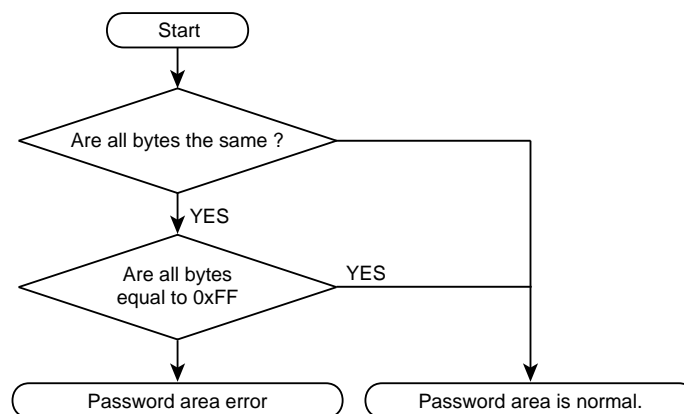 Start
Are all bytes the same ?
YES
Are all bytes
equal to 0xFF
YES
Password area error
Password area is normal.